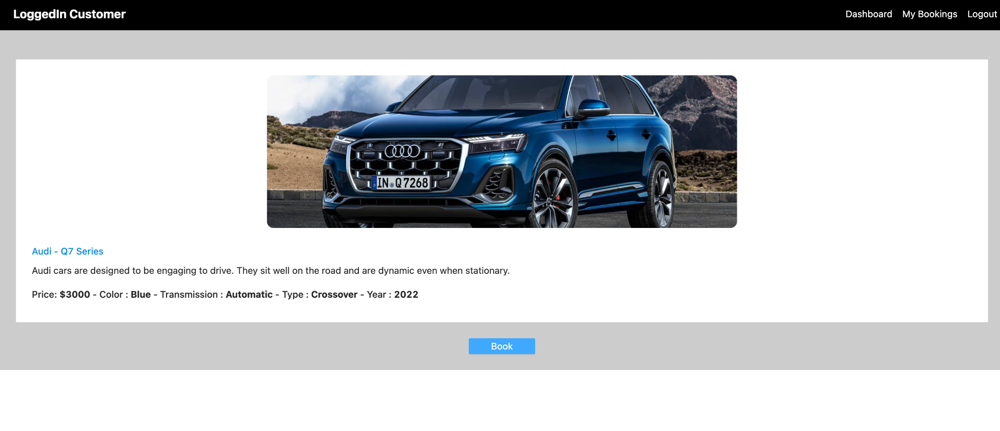 LoggedIn Customer
Dashboard My Bookings Logout
IN Q7268
Audi - Q7 Series
Audi cars are designed to be engaging to drive. They sit well on the road and are dynamic even when stationary.
Price: $3000 - Color : Blue - Transmission : Automatic - Type : Crossover - Year : 2022
Book